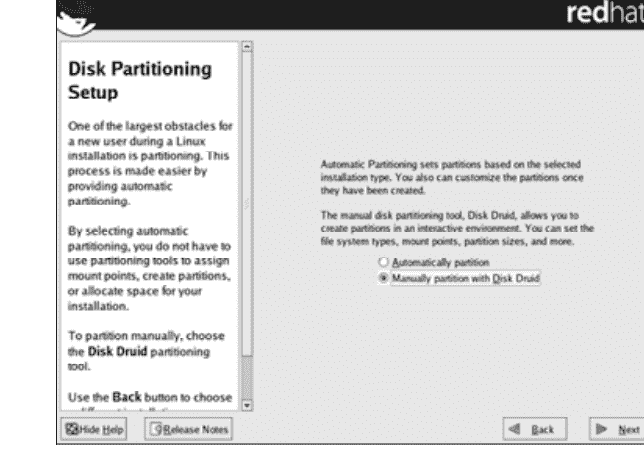 redhat
Disk Partitioning
Setup
One of the largest obstacles for
a new user during a Linux
installation is partitioning. This
process is made easier by
providing automatic
partitioning.
By selecting automatic
partitioning, you do not have to
use partitioning tools to assign
mount points, create partitions,
or allocate space for your
installation.
To partition manually, choose
the Disk Druid partitioning
tool.
Use the Back button to choose
Automatic Partitioning sets partitions based on the selected
installation type. You also can customize the partitions once
they have been created.
The manual disk partitioning tool, Disk Druid, allows you to
create partitions in an interactive environment. You can set the
file system types, mount points, partition sizes, and more.
Automatically partition
Manually partition with Disk Druid
Hide Help
Release Notes
Back
Next